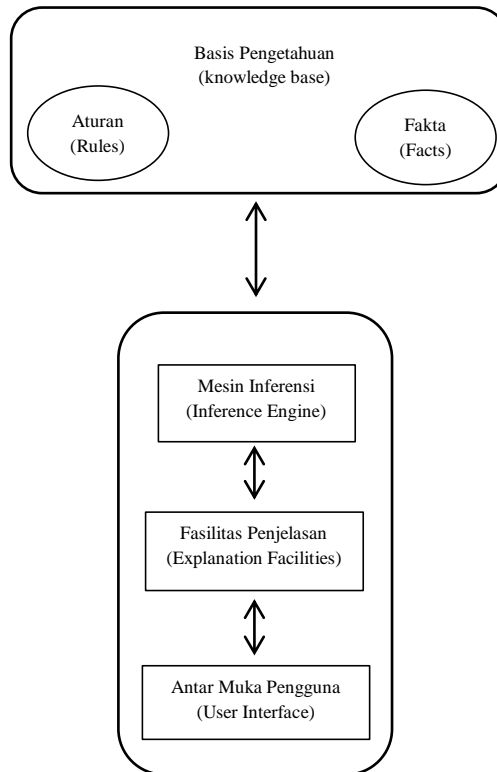 Basis Pengetahuan
(knowledge base)
Aturan
(Rules)
Fakta
(Facts)
Mesin Inferensi
(Inference Engine)
Fasilitas Penjelasan
(Explanation Facilities)
Antar Muka Pengguna
(User Interface)